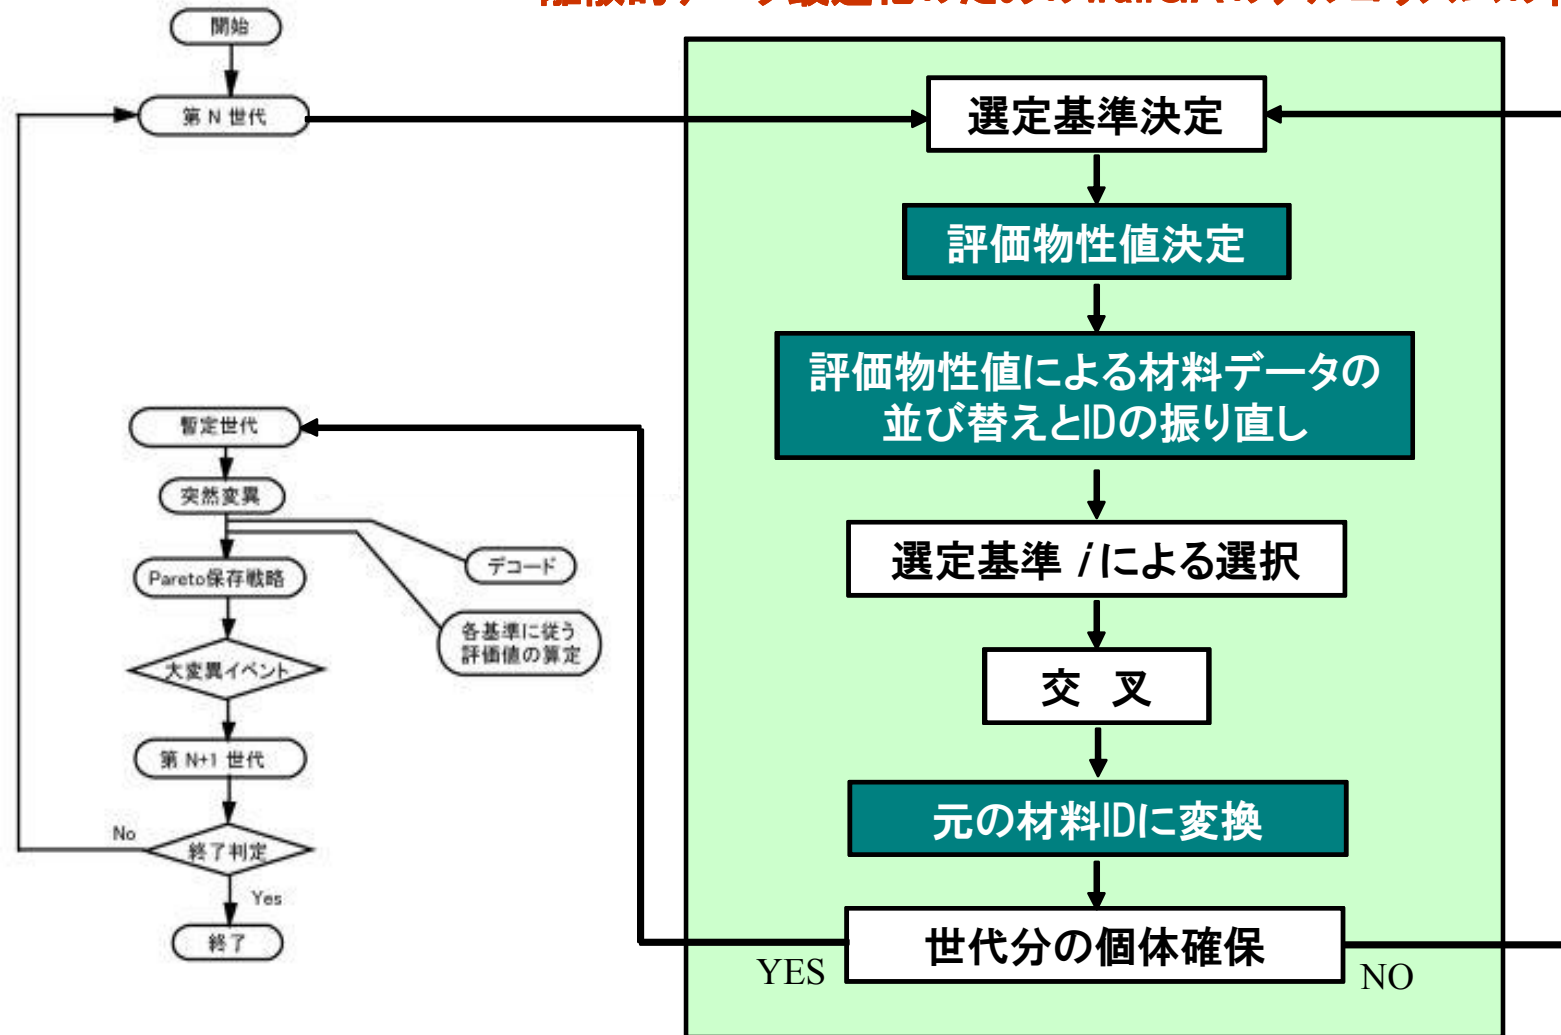 開始
第 N 世代
選定基準決定
評価物性値決定
評価物性値による材料データの
並び替えとIDの振り直し
選定基準 iによる選択
交 叉
元の材料IDに変換
世代分の個体確保
YES
NO
暫定世代
突然変異
デコード
Pareto保存戦略
各基準に従う
評価値の算定
大変異イベント
第 N+1 世代
No
終了判定
Yes
終了